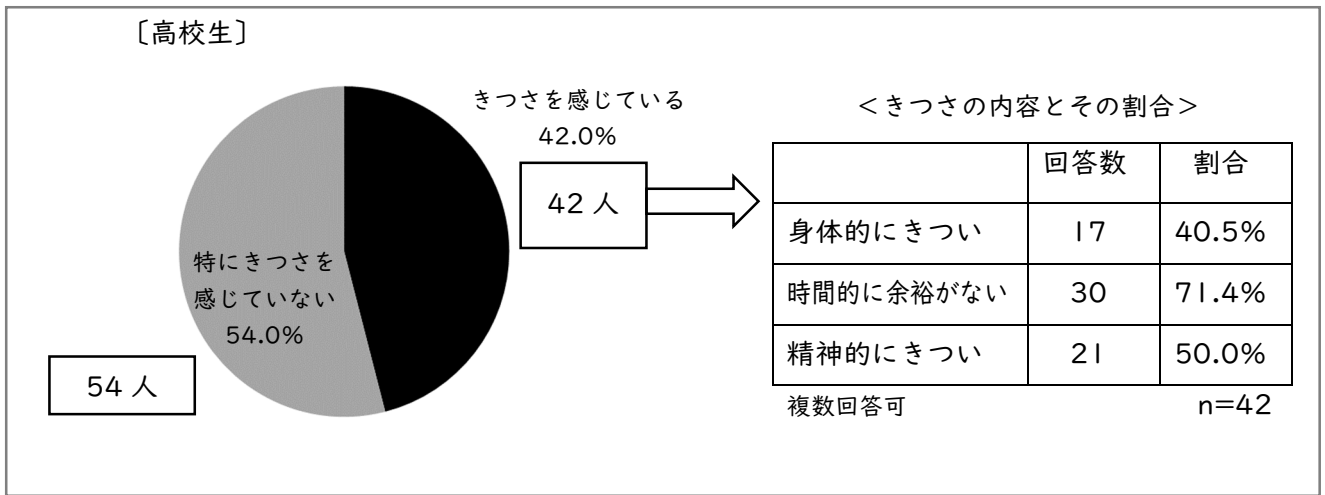 〔高校生〕
きつさを感じている
42.0%
42人
特にきつさを
感じていない
54.0%
54人
＜きつさの内容とその割合＞
回答数 割合
身体的にきつい 17 40.5%
時間的に余裕がない 30 71.4%
精神的にきつい 21 50.0%
複数回答可 n=42